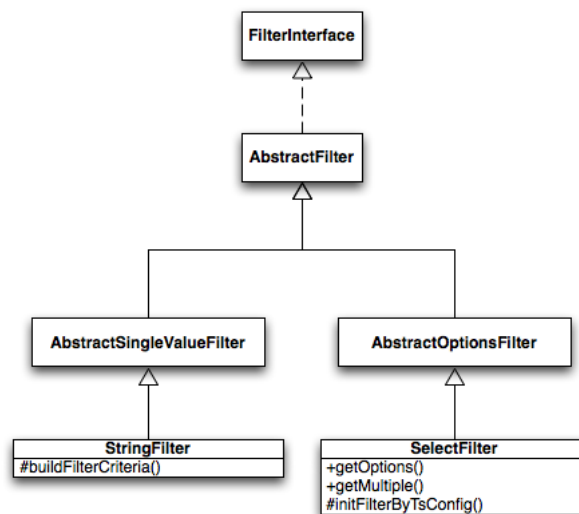 FilterInterface
AbstractFilter
AbstractSingleValueFilter
AbstractOptionsFilter
StringFilter
#buildFilterCriteria()
SelectFilter
+getOptions()
+getMultiple()
#initFilterByTsConfig()